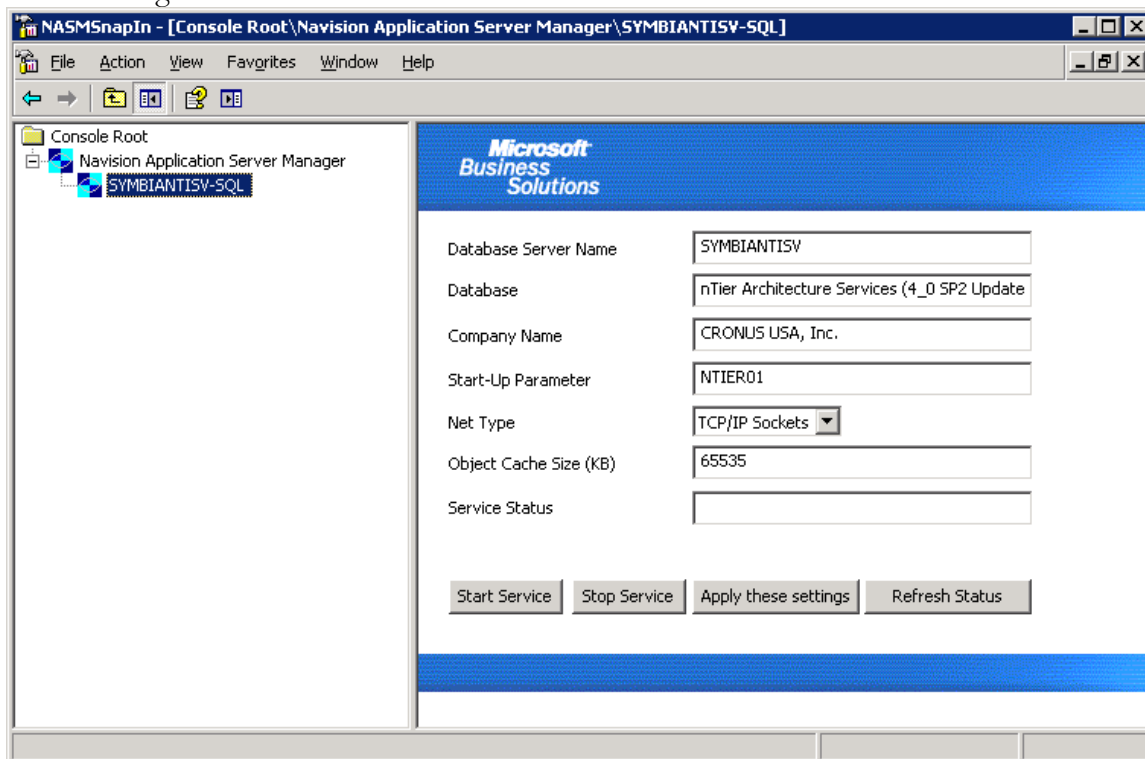 NASMSnapIn - [Console Root\Navision Application Server Manager\SYMBIANTISV-SQL]
File Action View Favorites Window Help
Console Root
Navision Application Server Manager
SYMBIANTISV-SQL
Microsoft
Business
Solutions
Database Server Name SYMBIANTISV
Database nTier Architecture Services (4_0 SP2 Update
Company Name CRONUS USA, Inc.
Start-Up Parameter NTIER01
Net Type TCP/IP Sockets
Object Cache Size (KB) 65535
Service Status
Start Service Stop Service Apply these settings Refresh Status